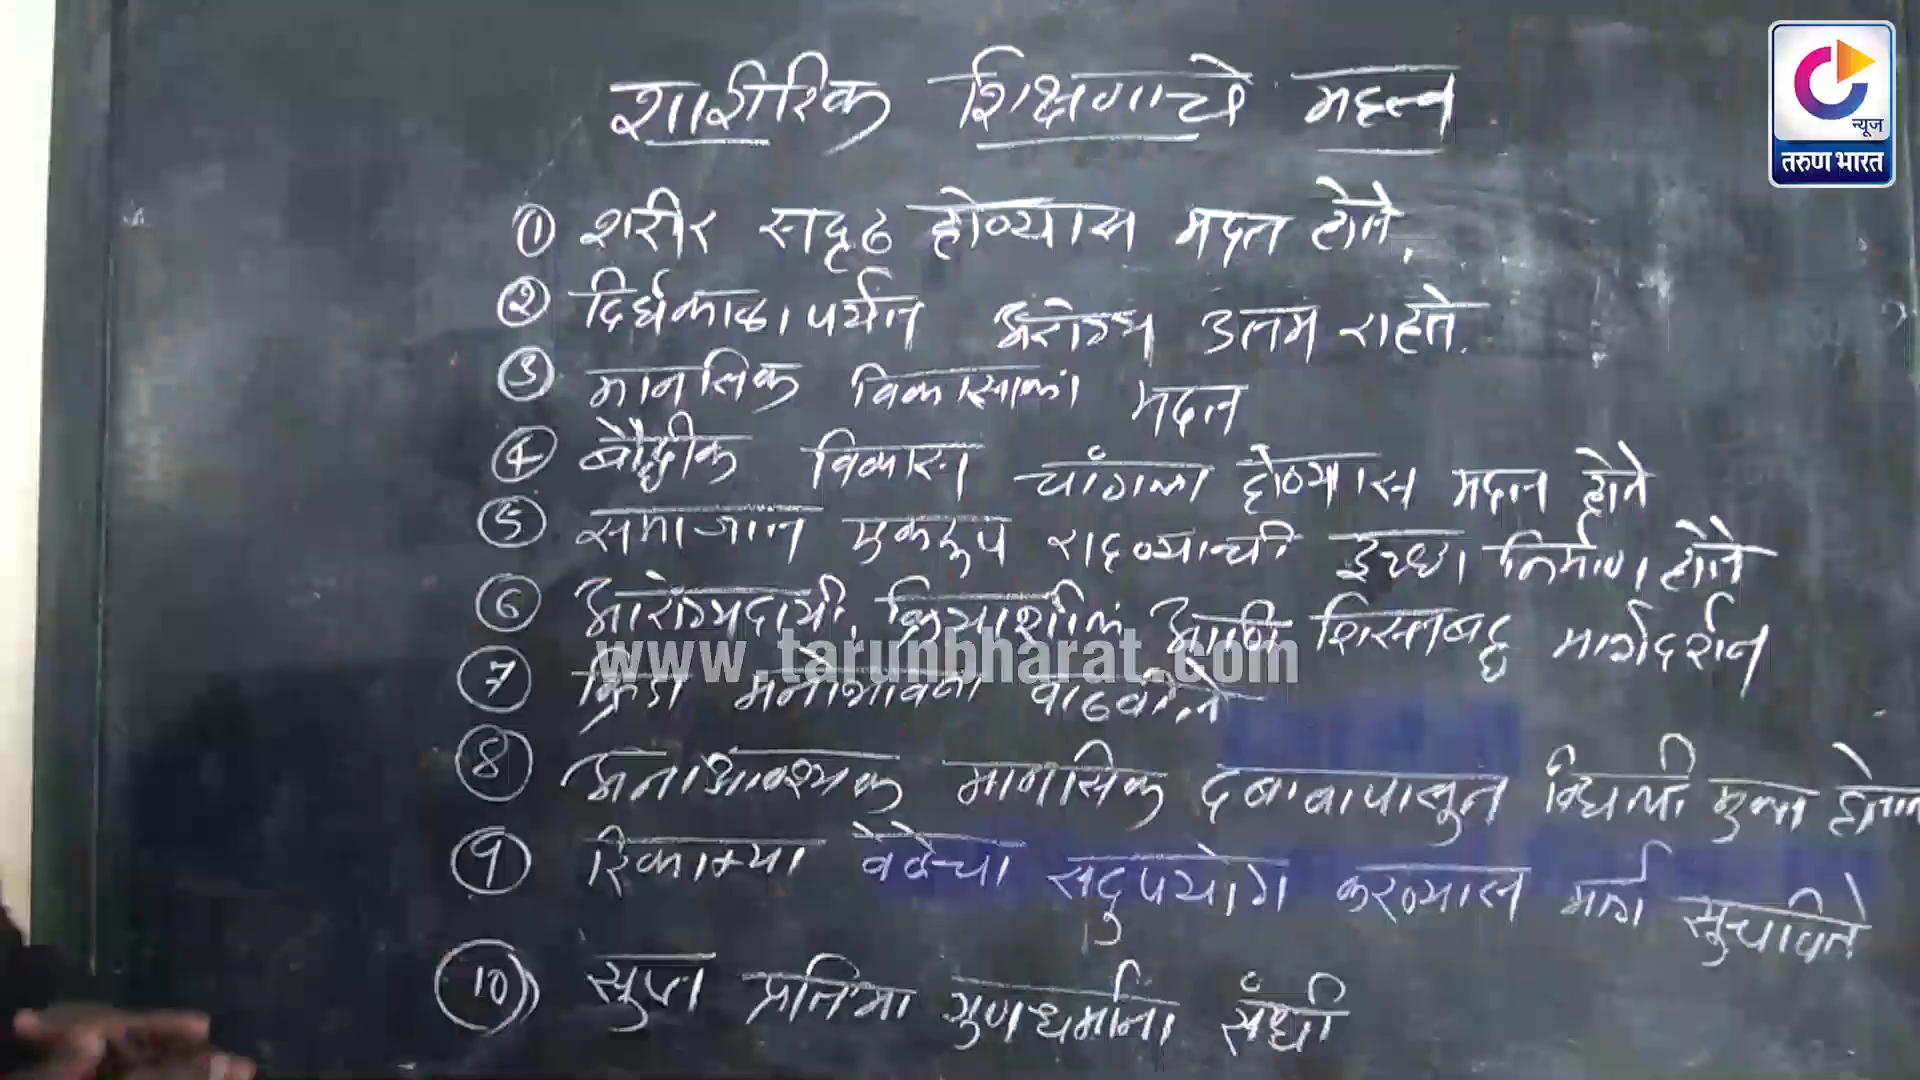 शारीरिक शिक्षणाचे महत्त्व
न्यूज
तरुण भारत
① शरीर सदृढ होण्यास मदत होते.
② दिर्घकाळापर्यंत आरोग्य उत्तम राहते.
③ मानसिक विकासाला मदत
④ बौद्धीक विकास चांगला होण्यास मदत होते
⑤ समाजात एकरूप राहण्याची इच्छा निर्माण होते
⑥ आरोग्यदायी, क्रियाशील आणि शिस्तबद्ध मार्गदर्शन
www.tarunbharat.com
⑦ क्रिडा मनोभावना वाढवीते
⑧ अनाआवश्यक मानसिक दबावापासून विद्यार्थी मुक्त होतात
⑨ रिकाम्या वेळेचा सदुपयोग करण्यास मार्ग सुचविते
⑩ सुप्त प्रतिमा गुणधर्मांना संधी